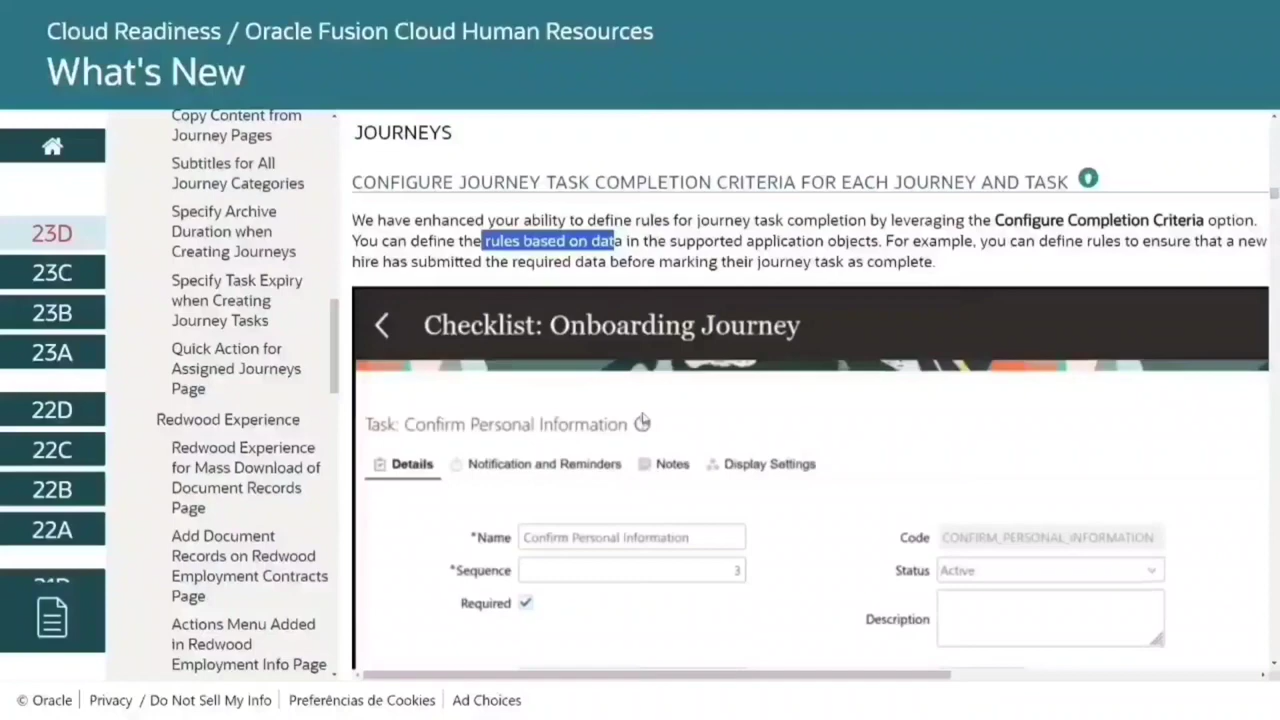 Cloud Readiness / Oracle Fusion Cloud Human Resources
What's New
23D
23C
23B
23A
22D
22C
22B
22A
Copy Content from
Journey Pages
Subtitles for All
Journey Categories
Specify Archive
Duration when
Creating Journeys
Specify Task Expiry
when Creating
Journey Tasks
Quick Action for
Assigned Journeys
Page
Redwood Experience
Redwood Experience
for Mass Download of
Document Records
Page
Add Document
Records on Redwood
Employment Contracts
Page
Actions Menu Added
in Redwood
Employment Info Page
JOURNEYS
CONFIGURE JOURNEY TASK COMPLETION CRITERIA FOR EACH JOURNEY AND TASK
We have enhanced your ability to define rules for journey task completion by leveraging the Configure Completion Criteria option.
You can define the rules based on data in the supported application objects. For example, you can define rules to ensure that a new
hire has submitted the required data before marking their journey task as complete.
Checklist: Onboarding Journey
Task: Confirm Personal Information
Details Notification and Reminders Notes Display Settings
*Name Confirm Personal Information
*Sequence 3
Required
Code CONFIRM_PERSONAL_INFORMATION
Status Active
Description
© Oracle | Privacy / Do Not Sell My Info | Preferências de Cookies | Ad Choices